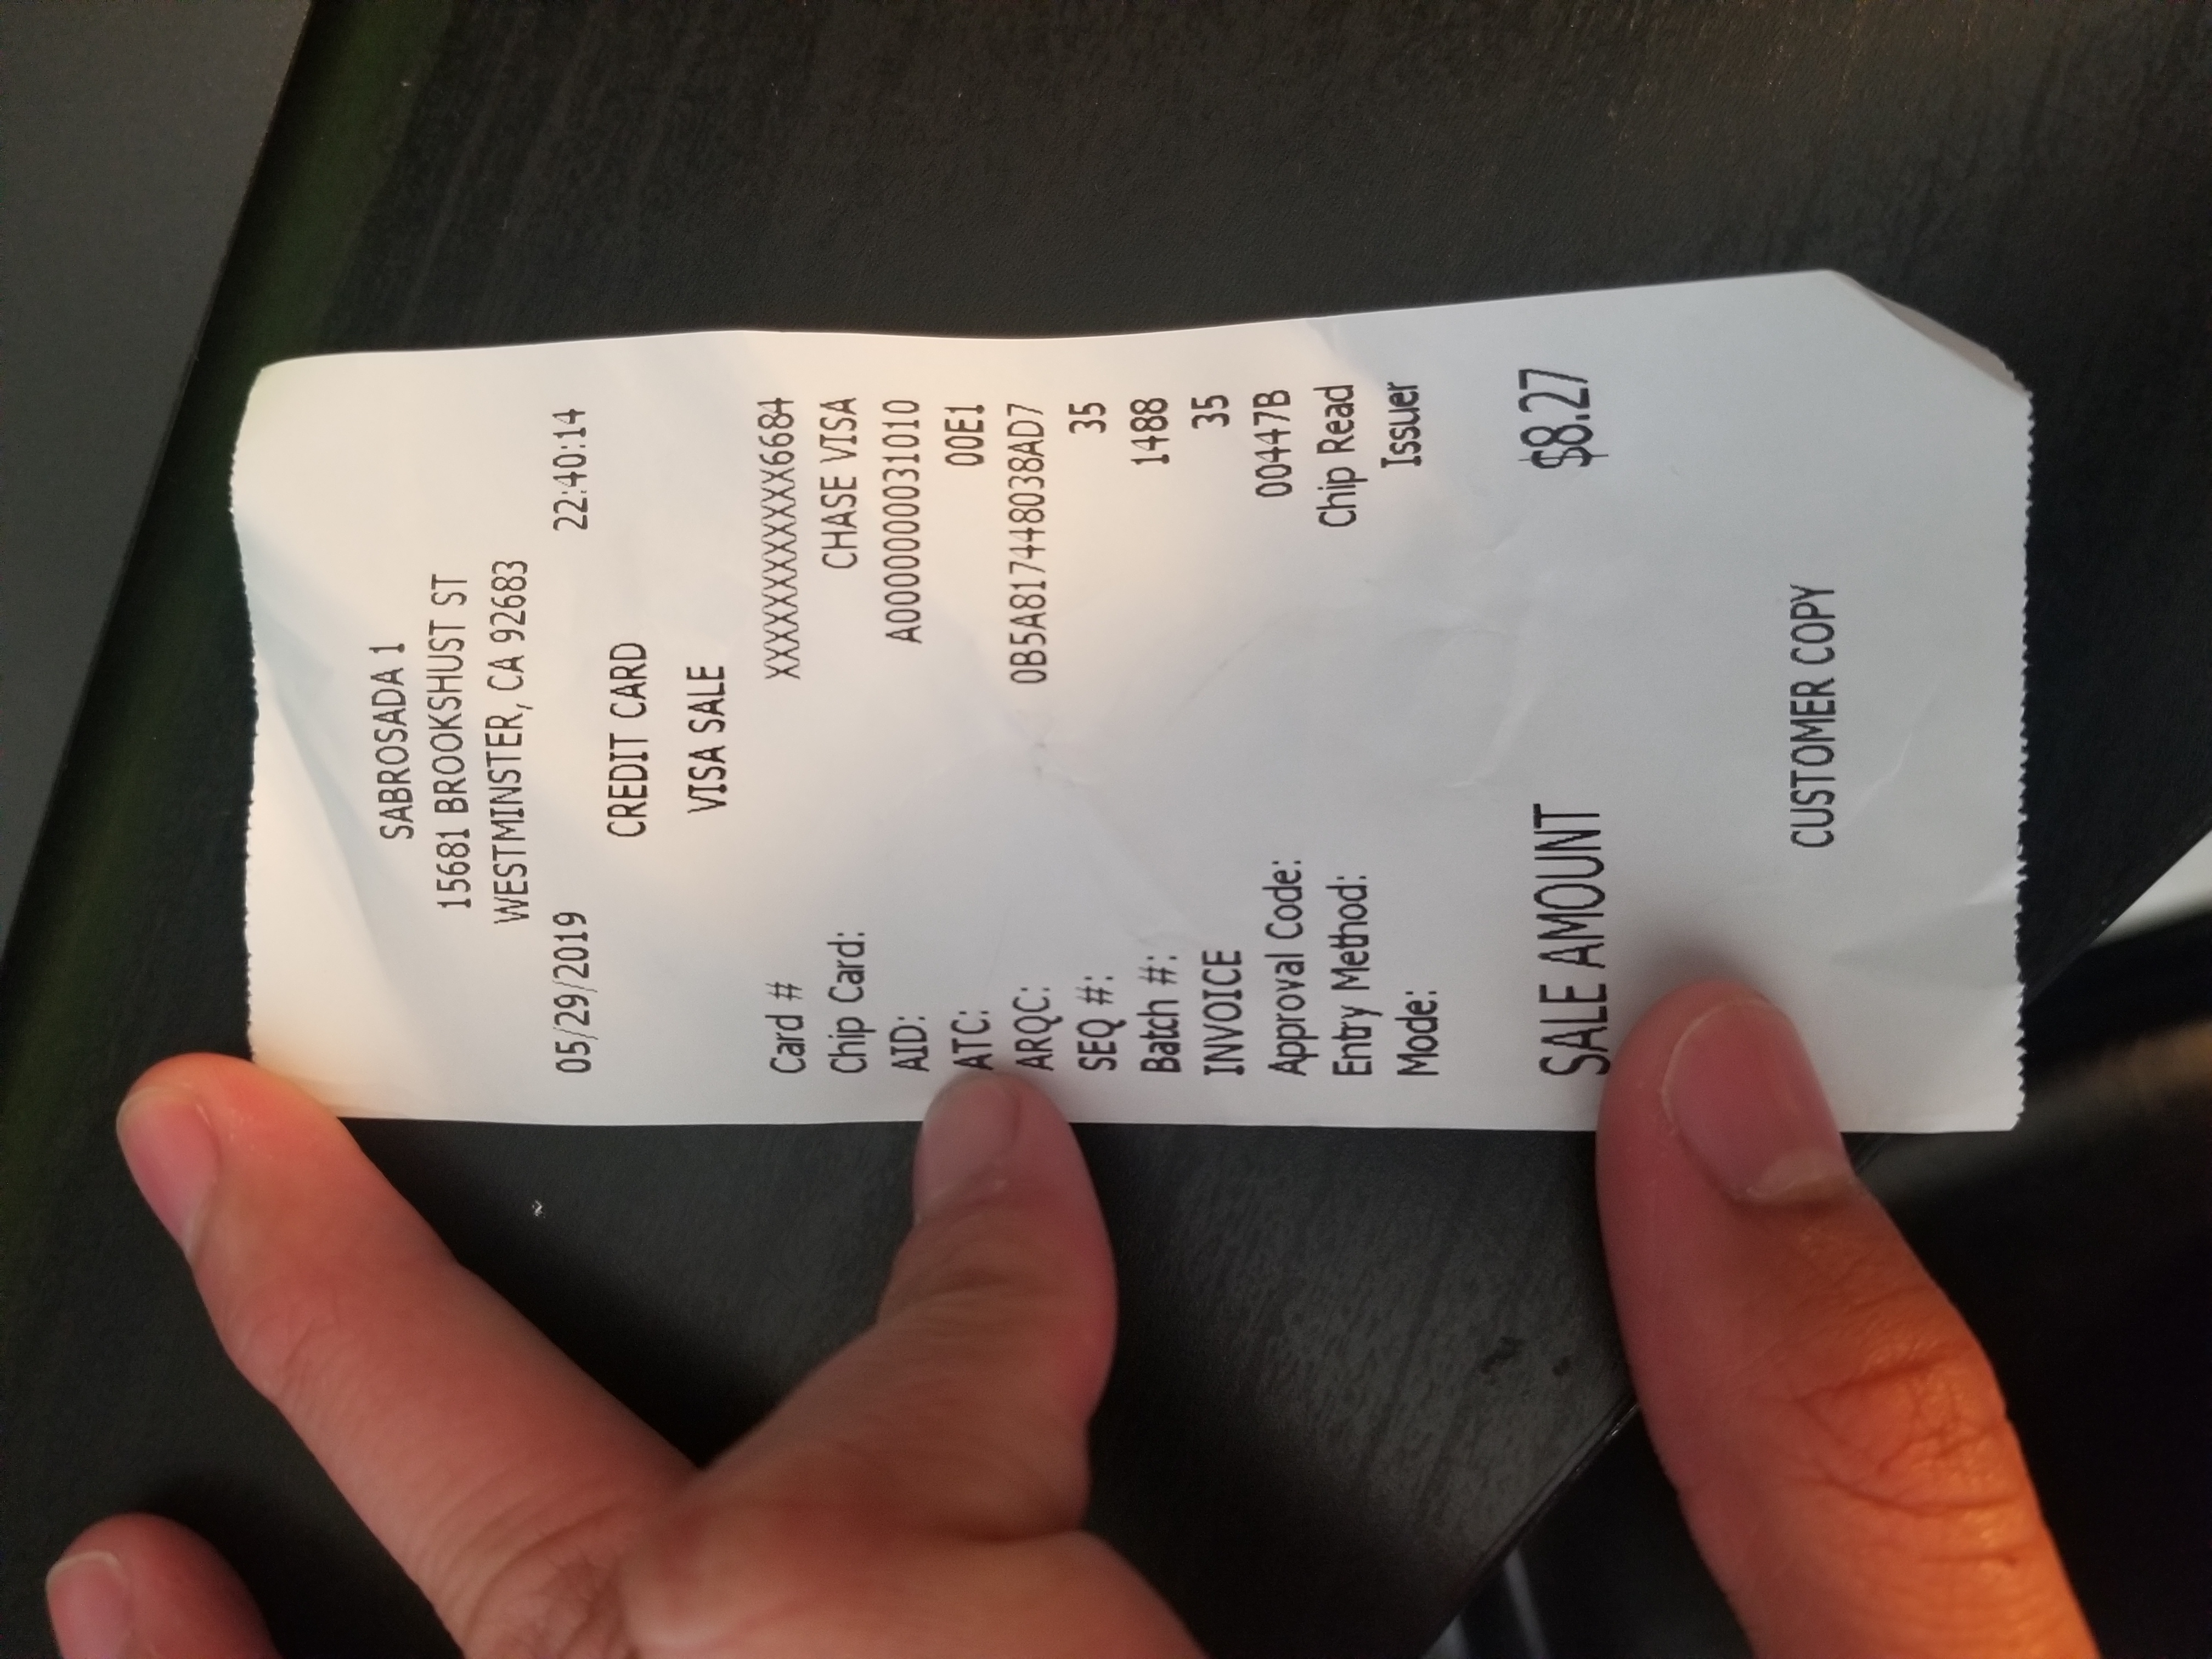 SABROSADA 1
15681 BROOKSHUST ST
WESTMINSTER, CA 92683
05/29/2019 22:40:14
CREDIT CARD
VISA SALE
Card # XXXXXXXXXXXX6684
Chip Card: CHASE VISA
AID: A0000000031010
ATC: 00E1
ARQC: 0B5A817448038AD7
SEQ #: 35
Batch #: 1488
INVOICE 35
Approval Code: 00447B
Entry Method: Chip Read
Mode: Issuer
SALE AMOUNT $8.27
CUSTOMER COPY